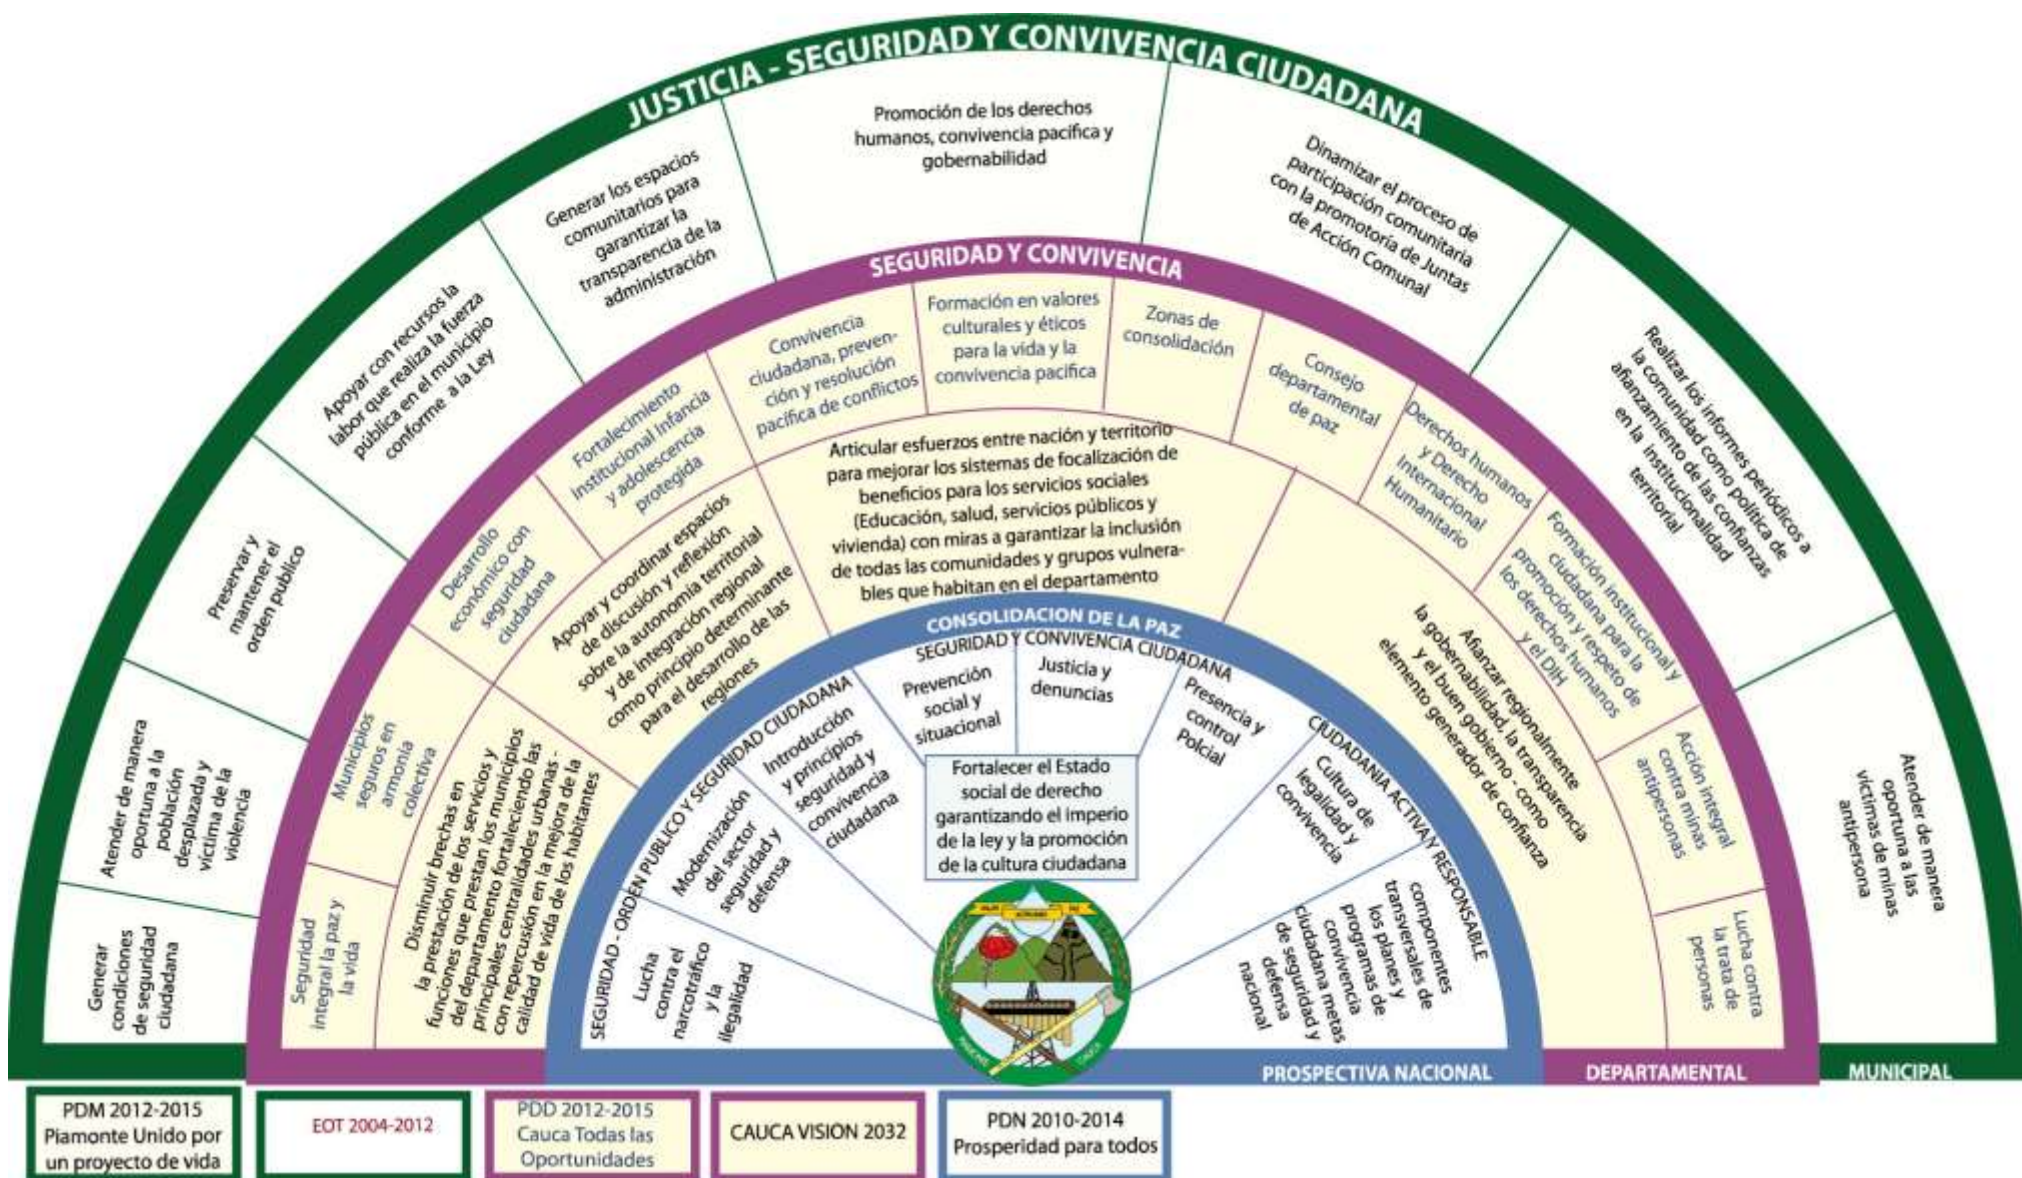 JUSTICIA - SEGURIDAD Y CONVIVENCIA CIUDADANA
Generar
condiciones
de seguridad
ciudadana
Atender de manera
oportuna a la
población
desplazada y
víctima de la
violencia
Preservar y
mantener el
orden publico
Apoyar con recursos la
labor que realiza la fuerza
pública en el municipio
conforme a la Ley
Generar los espacios
comunitarios para
garantizar la
transparencia de la
administración
Promoción de los derechos
humanos, convivencia pacífica y
gobernabilidad
Dinamizar el proceso de
participación comunitaria
con la promotoría de Juntas
de Acción Comunal
Realizar los informes periódicos a
la comunidad como política de
afianzamiento de las confianzas
en la institucionalidad
territorial
Atender de manera
oportuna a las
víctimas de minas
antipersona
SEGURIDAD Y CONVIVENCIA
Seguridad
integral la paz y
la vida
Municipios
seguros en
armonia
colectiva
Desarrollo
económico con
seguridad
ciudadana
Fortalecimiento
Institucional Infancia
y adolescencia
protegida
Convivencia
ciudadana, preven-
ción y resolución
pacífica de conflictos
Formación en valores
culturales y éticos
para la vida y la
convivencia pacífica
Zonas de
consolidación
Consejo
departamental
de paz
Derechos humanos
y Derecho
Internacional
Humanitario
Formación institucional y
ciudadana para la
promoción y respeto de
los derechos humanos
y el DIH
Acción integral
contra minas
antipersonas
Lucha contra
la trata de
personas
Disminuir brechas en
la prestación de los servicios y
funciones que prestan los municipios
del departamento fortaleciendo las
principales centralidades urbanas -
con repercusión en la mejora de la
calidad de vida de los habitantes
Apoyar y coordinar espacios
de discusión y reflexión
sobre la autonomía territorial
y de integración regional
como principio determinante
para el desarrollo de las
regiones
Articular esfuerzos entre nación y territorio
para mejorar los sistemas de focalización de
beneficios para los servicios sociales
(Educación, salud, servicios públicos y
vivienda) con miras a garantizar la inclusión
de todas las comunidades y grupos vulnera-
bles que habitan en el departamento
Afianzar regionalmente
la gobernabilidad, la transparencia
y el buen gobierno - como
elemento generador de confianza
CONSOLIDACION DE LA PAZ
SEGURIDAD - ORDEN PUBLICO Y SEGURIDAD CIUDADANA
SEGURIDAD Y CONVIVENCIA CIUDADANA
CIUDADANIA ACTIVA Y RESPONSABLE
Lucha
contra el
narcotráfico
y la
ilegalidad
Modernización
del sector
seguridad y
defensa
Introducción
y principios
seguridad y
convivencia
ciudadana
Prevención
social y
situacional
Justicia y
denuncias
Presencia y
control
Polcial
Cultura de
legalidad y
convivencia
componentes
transversales de
los planes y
programas de
convivencia
ciudadana metas
de seguridad y
defensa
nacional
Fortalecer el Estado
social de derecho
garantizando el imperio
de la ley y la promoción
de la cultura ciudadana
PIAMONTE CAUCA
PROSPECTIVA NACIONAL
DEPARTAMENTAL
MUNICIPAL
PDM 2012-2015
Piamonte Unido por
un proyecto de vida
EOT 2004-2012
PDD 2012-2015
Cauca Todas las
Oportunidades
CAUCA VISION 2032
PDN 2010-2014
Prosperidad para todos